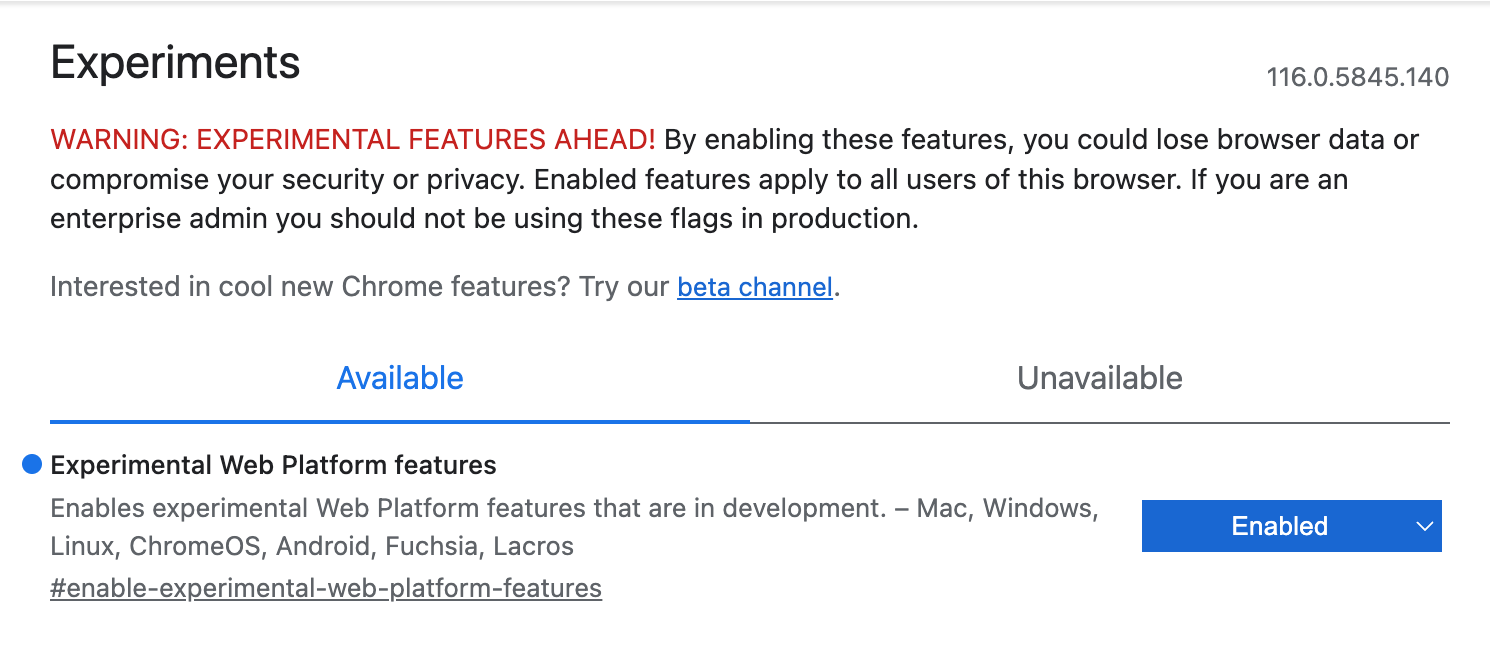 Experiments
116.0.5845.140
WARNING: EXPERIMENTAL FEATURES AHEAD! By enabling these features, you could lose browser data or
compromise your security or privacy. Enabled features apply to all users of this browser. If you are an
enterprise admin you should not be using these flags in production.
Interested in cool new Chrome features? Try our beta channel.
Available
Unavailable
Experimental Web Platform features
Enables experimental Web Platform features that are in development. – Mac, Windows,
Linux, ChromeOS, Android, Fuchsia, Lacros
#enable-experimental-web-platform-features
Enabled